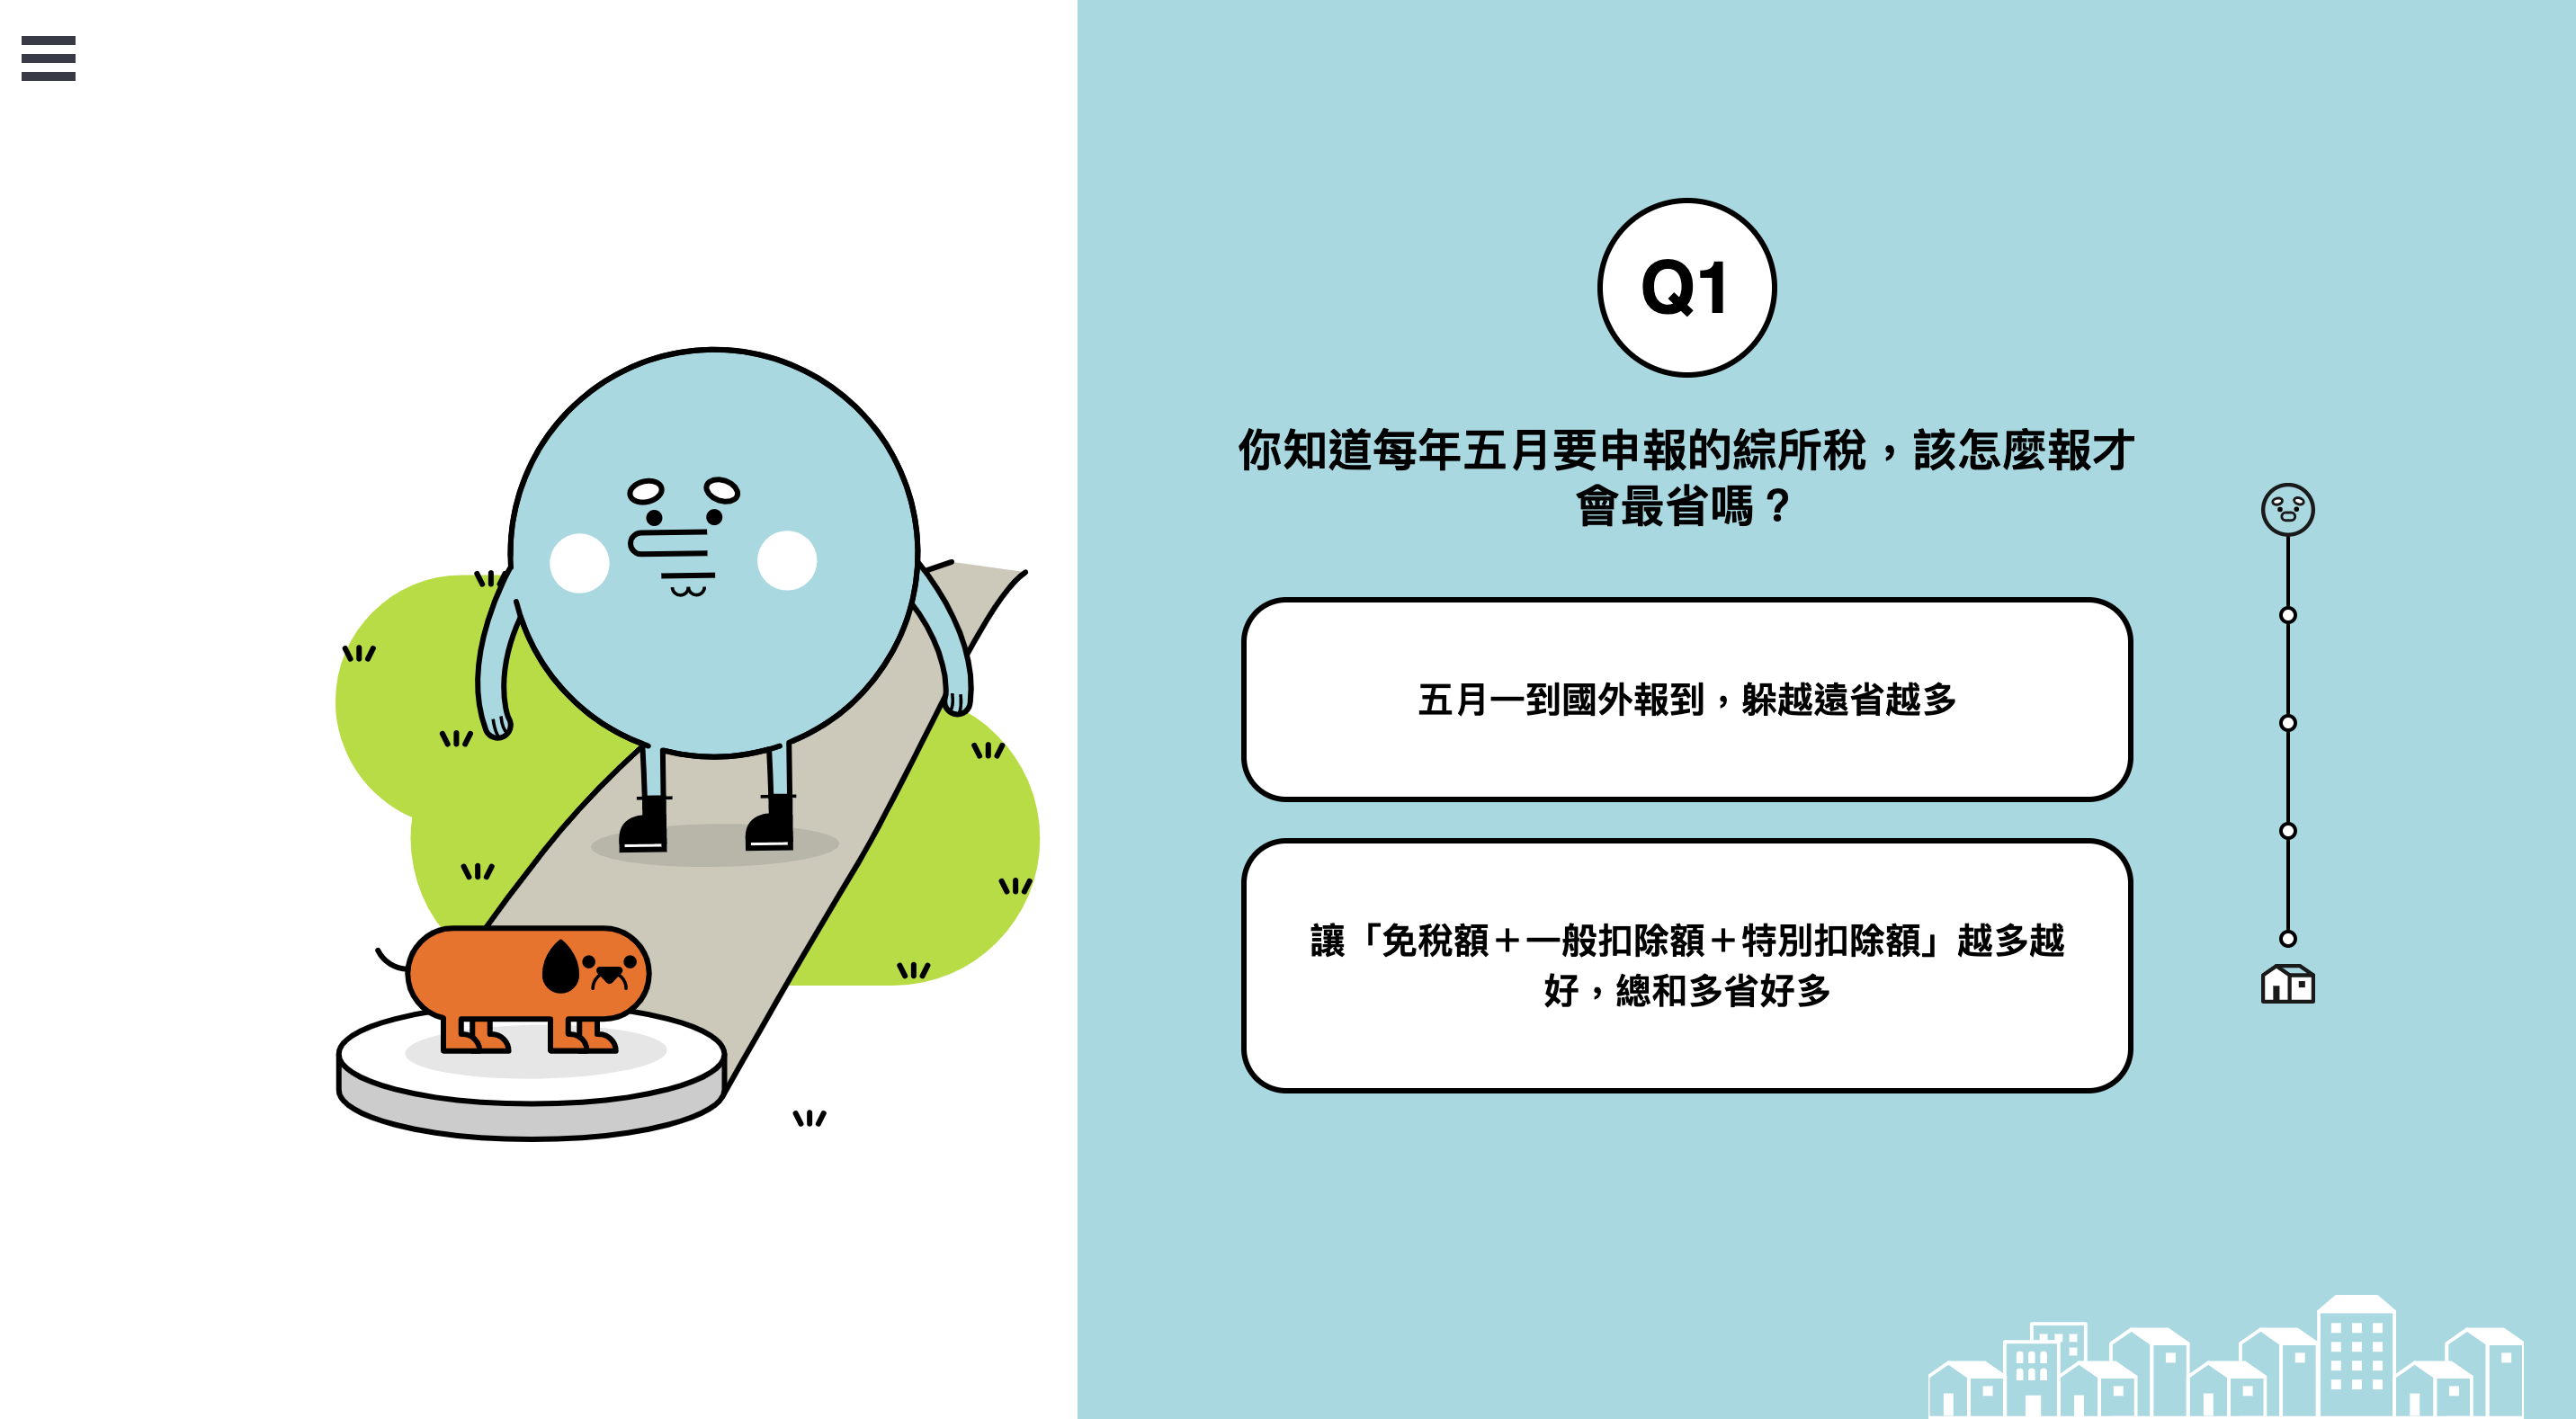 Q1
你知道每年五月要申報的綜所稅，該怎麼報才
會最省嗎？
五月一到國外報到，躲越遠省越多
讓「免稅額＋一般扣除額＋特別扣除額」越多越
好，總和多省好多